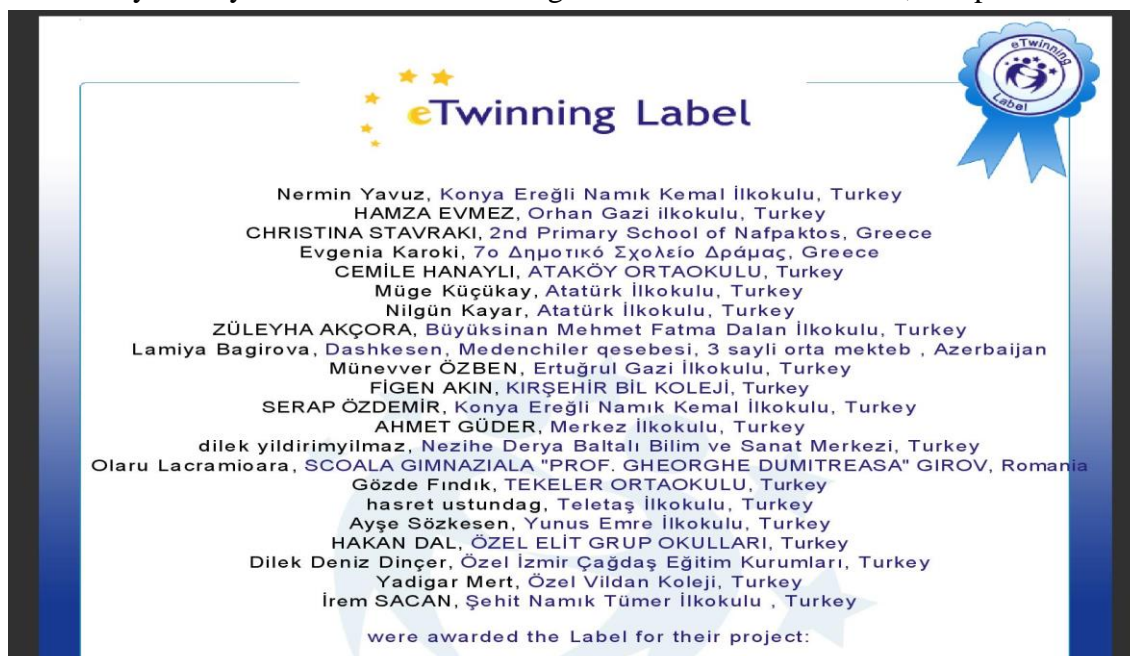 eTwinning
Label
eTwinning Label
Nermin Yavuz, Konya Ereğli Namık Kemal İlkokulu, Turkey
HAMZA EVMEZ, Orhan Gazi ilkokulu, Turkey
CHRISTINA STAVRAKI, 2nd Primary School of Nafpaktos, Greece
Evgenia Karoki, 7ο Δημοτικό Σχολείο Δράμας, Greece
CEMİLE HANAYLI, ATAKÖY ORTAOKULU, Turkey
Müge Küçükay, Atatürk İlkokulu, Turkey
Nilgün Kayar, Atatürk İlkokulu, Turkey
ZÜLEYHA AKÇORA, Büyüksinan Mehmet Fatma Dalan İlkokulu, Turkey
Lamiya Bagirova, Dashkesen, Medenchiler qesebesi, 3 sayli orta mekteb , Azerbaijan
Münevver ÖZBEN, Ertuğrul Gazi İlkokulu, Turkey
FİGEN AKIN, KIRŞEHİR BİL KOLEJİ, Turkey
SERAP ÖZDEMİR, Konya Ereğli Namık Kemal İlkokulu, Turkey
AHMET GÜDER, Merkez İlkokulu, Turkey
dilek yildirimyilmaz, Nezihe Derya Baltalı Bilim ve Sanat Merkezi, Turkey
Olaru Lacramioara, SCOALA GIMNAZIALA "PROF. GHEORGHE DUMITREASA" GIROV, Romania
Gözde Fındık, TEKELER ORTAOKULU, Turkey
hasret ustundag, Teletaş İlkokulu, Turkey
Ayşe Sözkesen, Yunus Emre İlkokulu, Turkey
HAKAN DAL, ÖZEL ELİT GRUP OKULLARI, Turkey
Dilek Deniz Dinçer, Özel İzmir Çağdaş Eğitim Kurumları, Turkey
Yadigar Mert, Özel Vildan Koleji, Turkey
İrem SACAN, Şehit Namık Tümer İlkokulu , Turkey
were awarded the Label for their project: